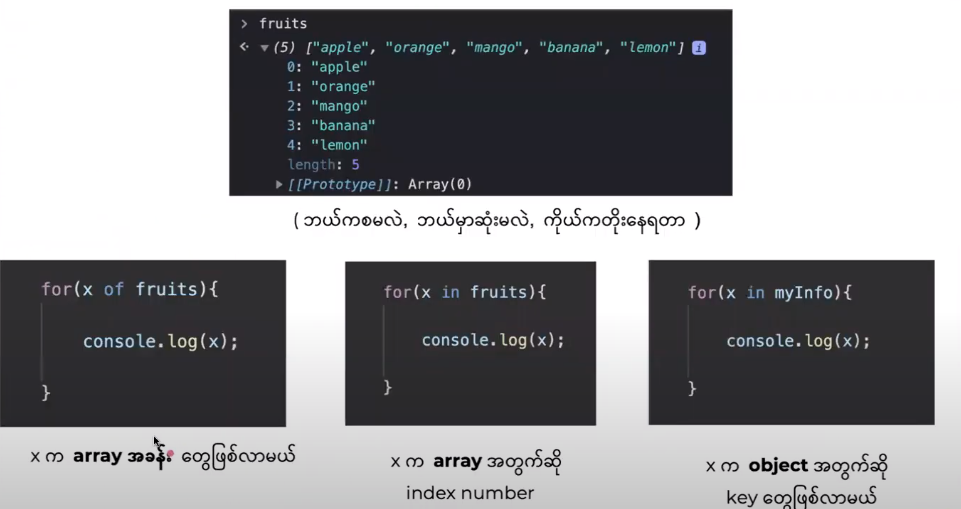 > fruits
<· ▼(5) ["apple", "orange", "mango", "banana", "lemon"] i
0: "apple"
1: "orange"
2: "mango"
3: "banana"
4: "lemon"
length: 5
▶[[Prototype]]: Array(0)
( ဘယ်ကစမလဲ, ဘယ်မှာဆုံးမလဲ, ကိုယ်ကတိုးနေရတာ )
for(x of fruits){
console.log(x);
}
x က array အခန်း တွေဖြစ်လာမယ်
for(x in fruits){
console.log(x);
}
x က array အတွက်ဆို
index number
for(x in myInfo){
console.log(x);
}
x က object အတွက်ဆို
key တွေဖြစ်လာမယ်